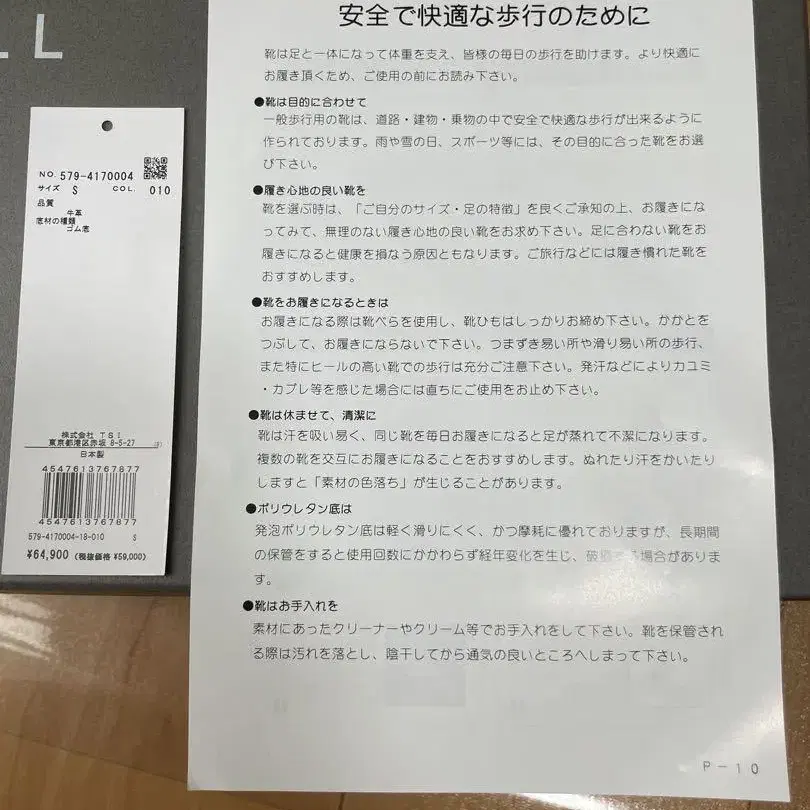 LL
NO. 579-4170004
サイズ S COL. 010
品質
牛革
底材の種類
ゴム底
株式会社 TSI
東京都港区赤坂 8-5-27
日本製
4547613767877
4547613767877
579-4170004-18-010 S
¥64,900 (税抜価格 ¥59,000)
安全で快適な歩行のために
靴は足と一体になって体重を支え、皆様の毎日の歩行を助けます。より快適に
お履き頂くため、ご使用の前にお読み下さい。
●靴は目的に合わせて
一般歩行用の靴は、道路・建物・乗物の中で安全で快適な歩行が出来るように
作られております。雨や雪の日、スポーツ等には、その目的に合った靴をお選
び下さい。
●履き心地の良い靴を
靴を選ぶ時は、「ご自分のサイズ・足の特徴」を良くご承知の上、お履きにな
ってみて、無理のない履き心地の良い靴をお求め下さい。足に合わない靴をお
履きになると健康を損なう原因ともなります。ご旅行などには履き慣れた靴を
おすすめします。
●靴をお履きになるときは
お履きになる際は靴べらを使用し、靴ひもはしっかりお締め下さい。かかとを
つぶして、お履きにならないで下さい。つまずき易い所や滑り易い所の歩行、
また特にヒールの高い靴での歩行は充分ご注意下さい。発汗などによりカユミ
・カブレ等を感じた場合には直ちにご使用をお止め下さい。
●靴は休ませて、清潔に
靴は汗を吸い易く、同じ靴を毎日お履きになると足が蒸れて不潔になります。
複数の靴を交互にお履きになることをおすすめします。ぬれたり汗をかいたり
しますと「素材の色落ち」が生じることがあります。
●ポリウレタン底は
発泡ポリウレタン底は軽く滑りにくく、かつ摩耗に優れておりますが、長期間
の保管をすると使用回数にかかわらず経年変化を生じ、破 る場合がありま
す。
●靴はお手入れを
素材にあったクリーナーやクリーム等でお手入れをして下さい。靴を保管され
る際は汚れを落とし、陰干してから通気の良いところへしまって下さい。
P-10